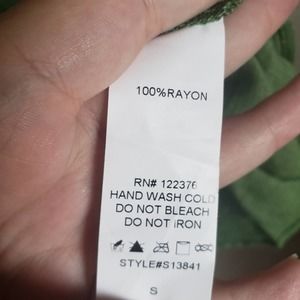 100%RAYON
RN# 122376
HAND WASH COLD
DO NOT BLEACH
DO NOT IRON
STYLE#S13841
S